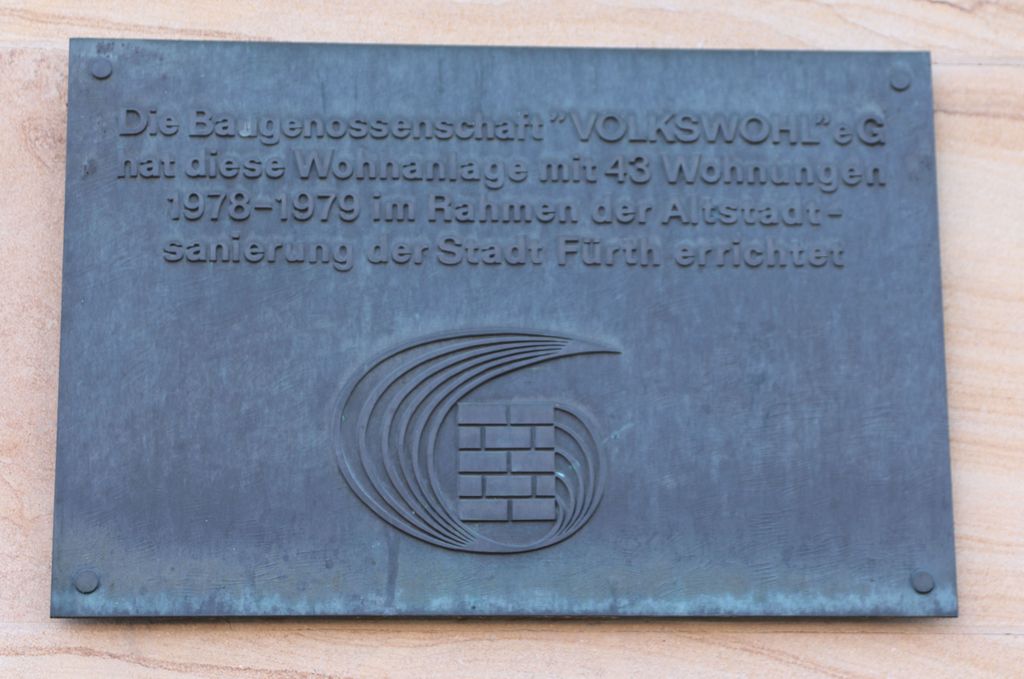 Die Baugenossenschaft "VOLKSWOHL" eG
hat diese Wohnanlage mit 43 Wohnungen
1978-1979 im Rahmen der Altstadt-
sanierung der Stadt Fürth errichtet